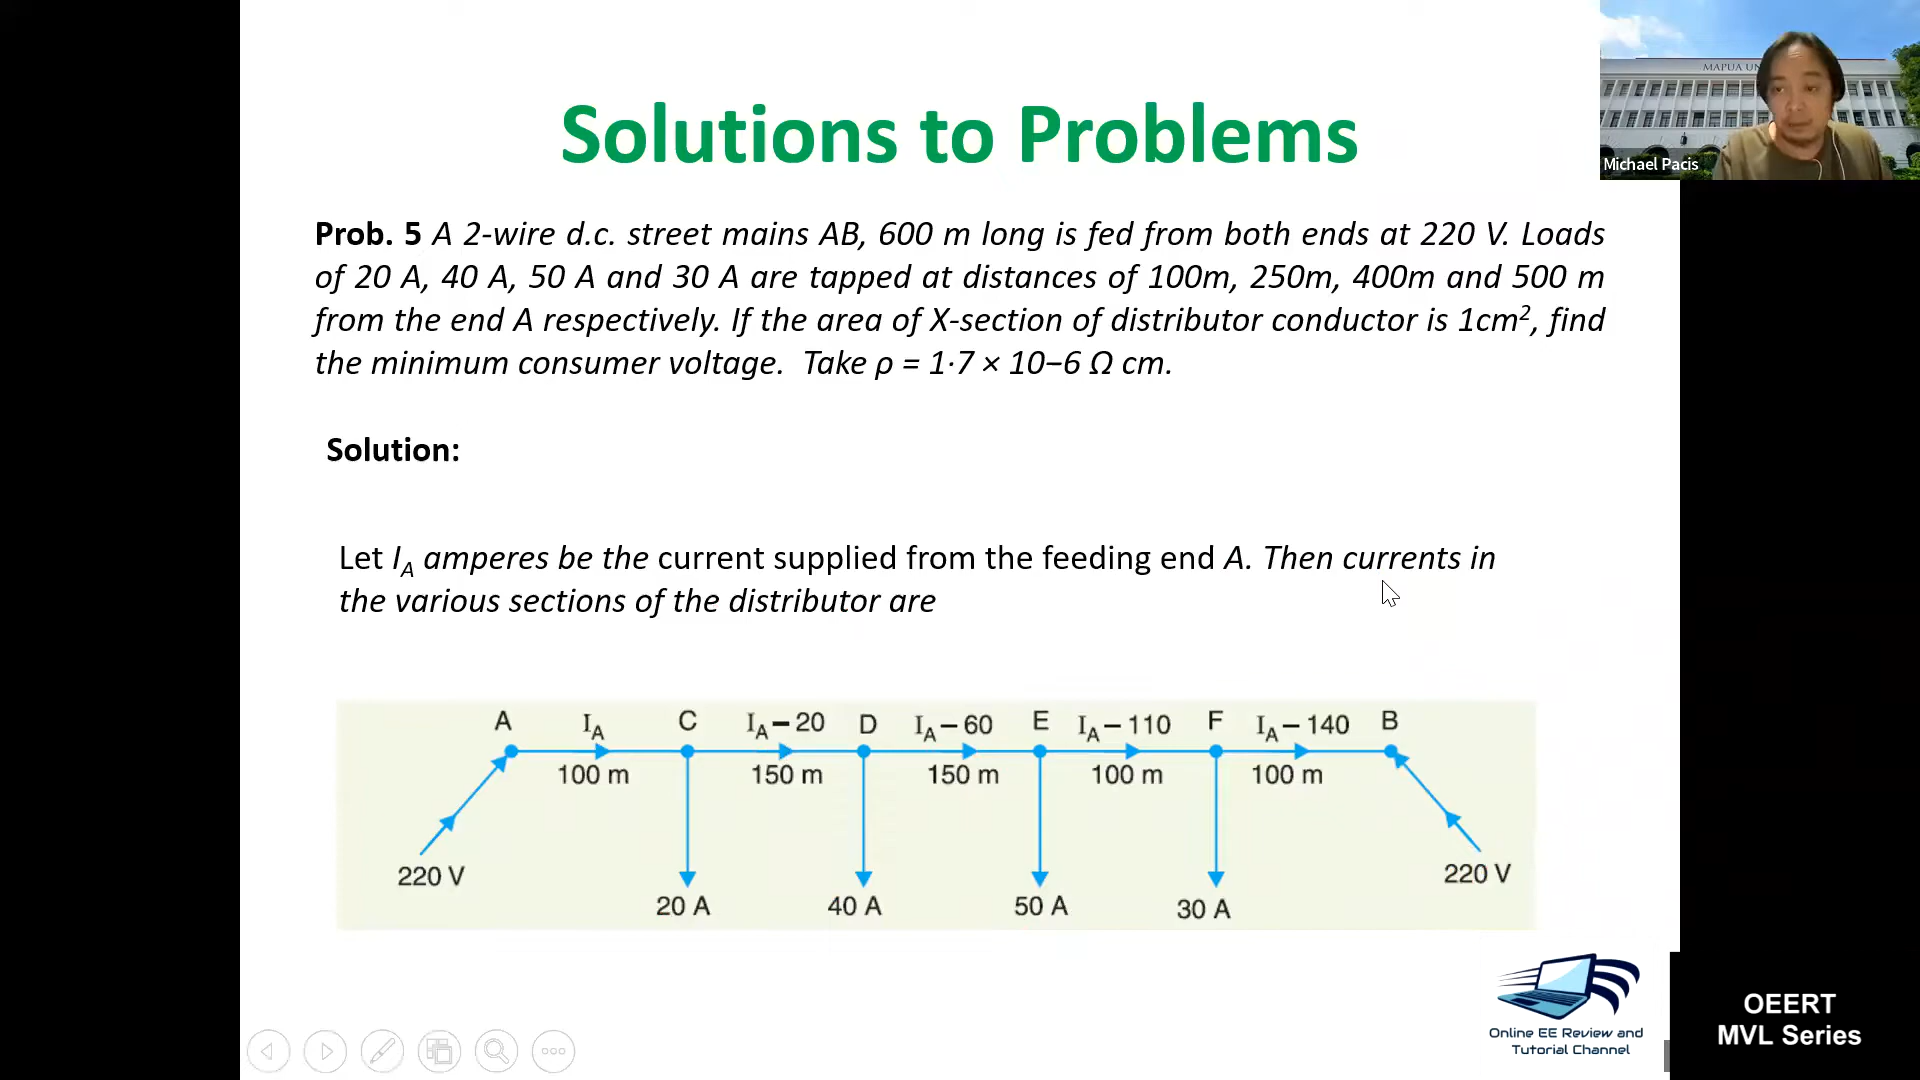 MAPUA UN
Michael Pacis
Solutions to Problems
Prob. 5 A 2-wire d.c. street mains AB, 600 m long is fed from both ends at 220 V. Loads
of 20 A, 40 A, 50 A and 30 A are tapped at distances of 100m, 250m, 400m and 500 m
from the end A respectively. If the area of X-section of distributor conductor is 1cm², find
the minimum consumer voltage. Take ρ = 1·7 × 10−6 Ω cm.
Solution:
Let I_A amperes be the current supplied from the feeding end A. Then currents in
the various sections of the distributor are
A I_A C I_A − 20 D I_A − 60 E I_A − 110 F I_A − 140 B
100 m 150 m 150 m 100 m 100 m
220 V 220 V
20 A 40 A 50 A 30 A
Online EE Review and
Tutorial Channel
OEERT
MVL Series